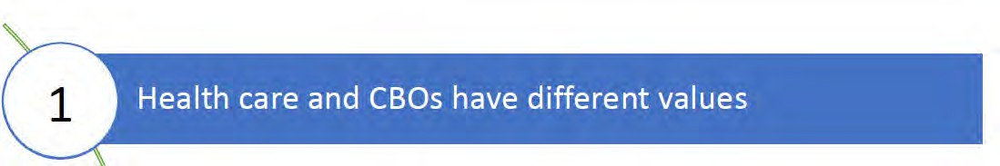 1
Health care and CBOs have different values